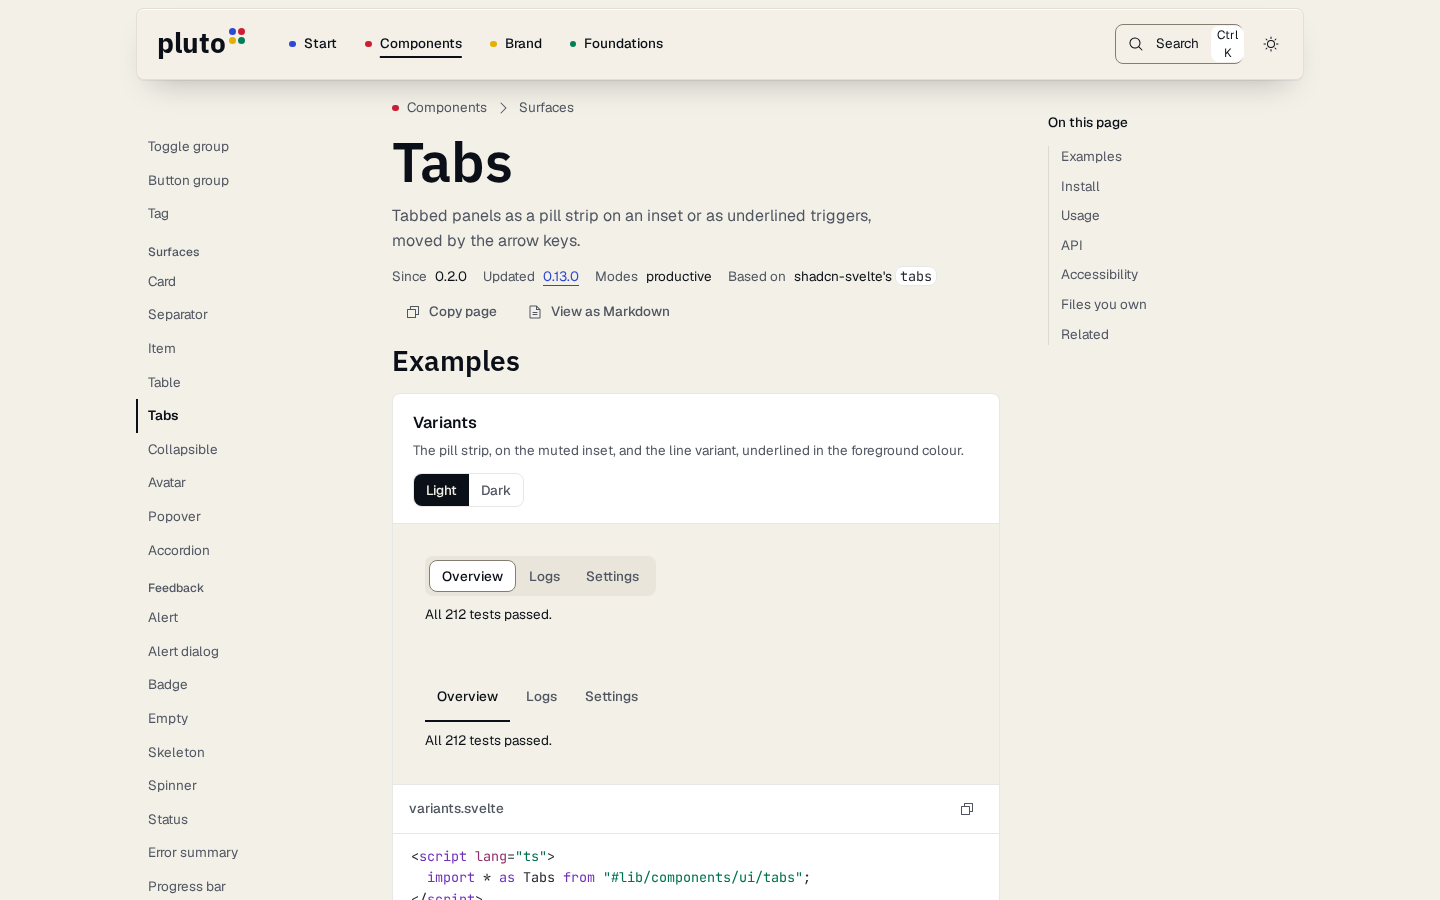 pluto
Start
Components
Brand
Foundations
Search
Ctrl
K
Toggle group
Button group
Tag
Surfaces
Card
Separator
Item
Table
Tabs
Collapsible
Avatar
Popover
Accordion
Feedback
Alert
Alert dialog
Badge
Empty
Skeleton
Spinner
Status
Error summary
Progress bar
Components
Surfaces
Tabs
Tabbed panels as a pill strip on an inset or as underlined triggers,
moved by the arrow keys.
Since 0.2.0 Updated 0.13.0 Modes productive Based on shadcn-svelte's tabs
Copy page
View as Markdown
Examples
Variants
The pill strip, on the muted inset, and the line variant, underlined in the foreground colour.
Light
Dark
Overview
Logs
Settings
All 212 tests passed.
Overview
Logs
Settings
All 212 tests passed.
variants.svelte
<script lang="ts">
import * as Tabs from "#lib/components/ui/tabs";
</script>
On this page
Examples
Install
Usage
API
Accessibility
Files you own
Related